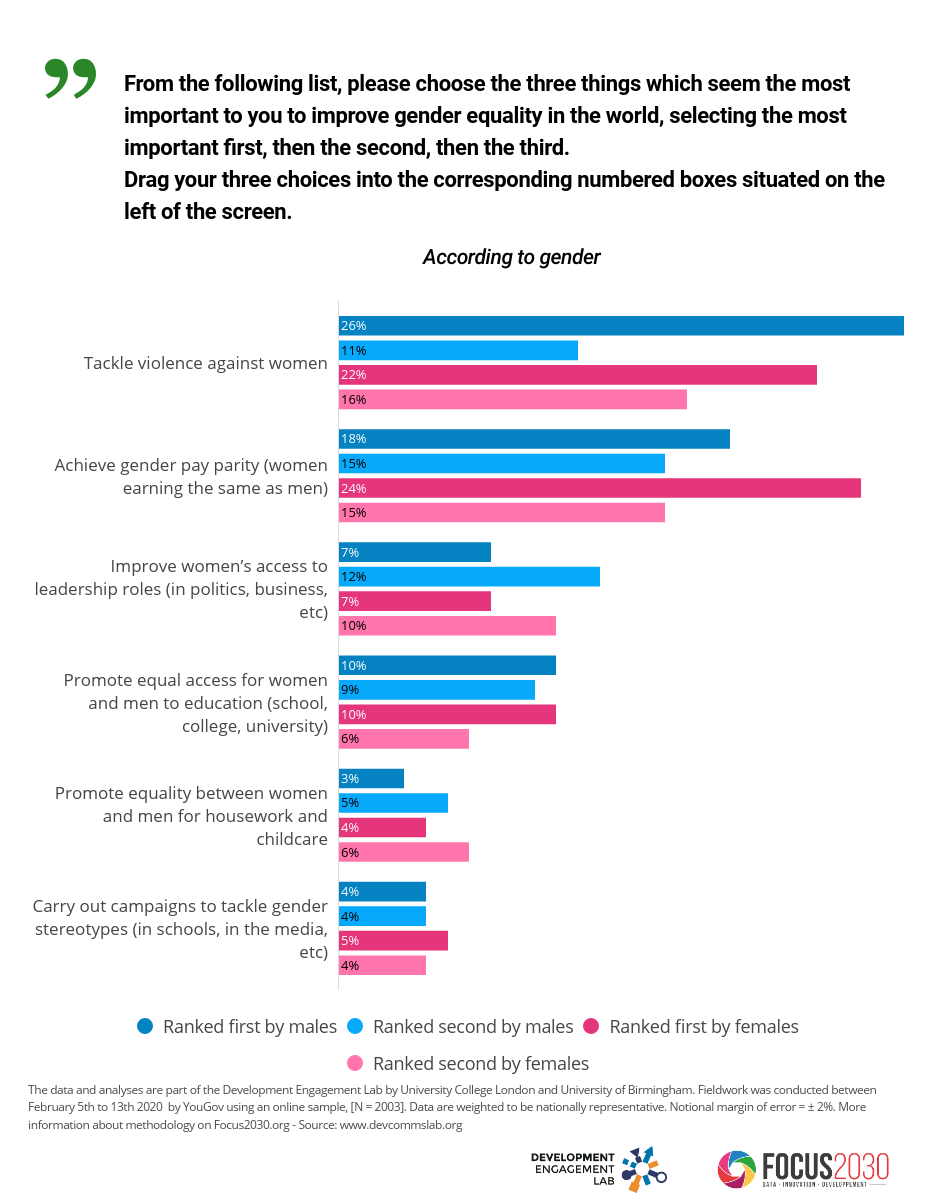 From the following list, please choose the three things which seem the most
important to you to improve gender equality in the world, selecting the most
important first, then the second, then the third.
Drag your three choices into the corresponding numbered boxes situated on the
left of the screen.
According to gender
Tackle violence against women
26%
11%
22%
16%
Achieve gender pay parity (women
earning the same as men)
18%
15%
24%
15%
Improve women’s access to
leadership roles (in politics, business,
etc)
7%
12%
7%
10%
Promote equal access for women
and men to education (school,
college, university)
10%
9%
10%
6%
Promote equality between women
and men for housework and
childcare
3%
5%
4%
6%
Carry out campaigns to tackle gender
stereotypes (in schools, in the media,
etc)
4%
4%
5%
4%
Ranked first by males
Ranked second by males
Ranked first by females
Ranked second by females
The data and analyses are part of the Development Engagement Lab by University College London and University of Birmingham. Fieldwork was conducted between
February 5th to 13th 2020 by YouGov using an online sample, [N = 2003]. Data are weighted to be nationally representative. Notional margin of error = ± 2%. More
information about methodology on Focus2030.org - Source: www.devcommslab.org
DEVELOPMENT
ENGAGEMENT
LAB
FOCUS2030
DATA · INNOVATION · DEVELOPPEMENT